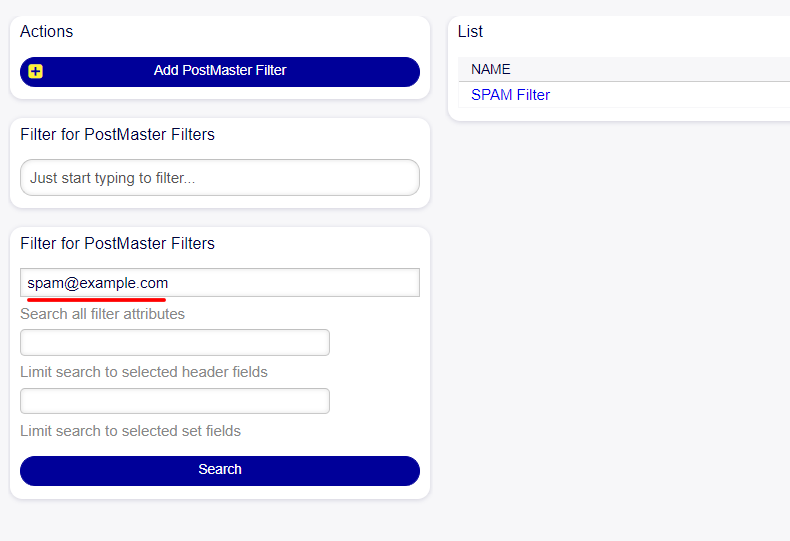 Actions
Add PostMaster Filter
Filter for PostMaster Filters
Just start typing to filter...
Filter for PostMaster Filters
spam@example.com
Search all filter attributes
Limit search to selected header fields
Limit search to selected set fields
Search
List
NAME
SPAM Filter